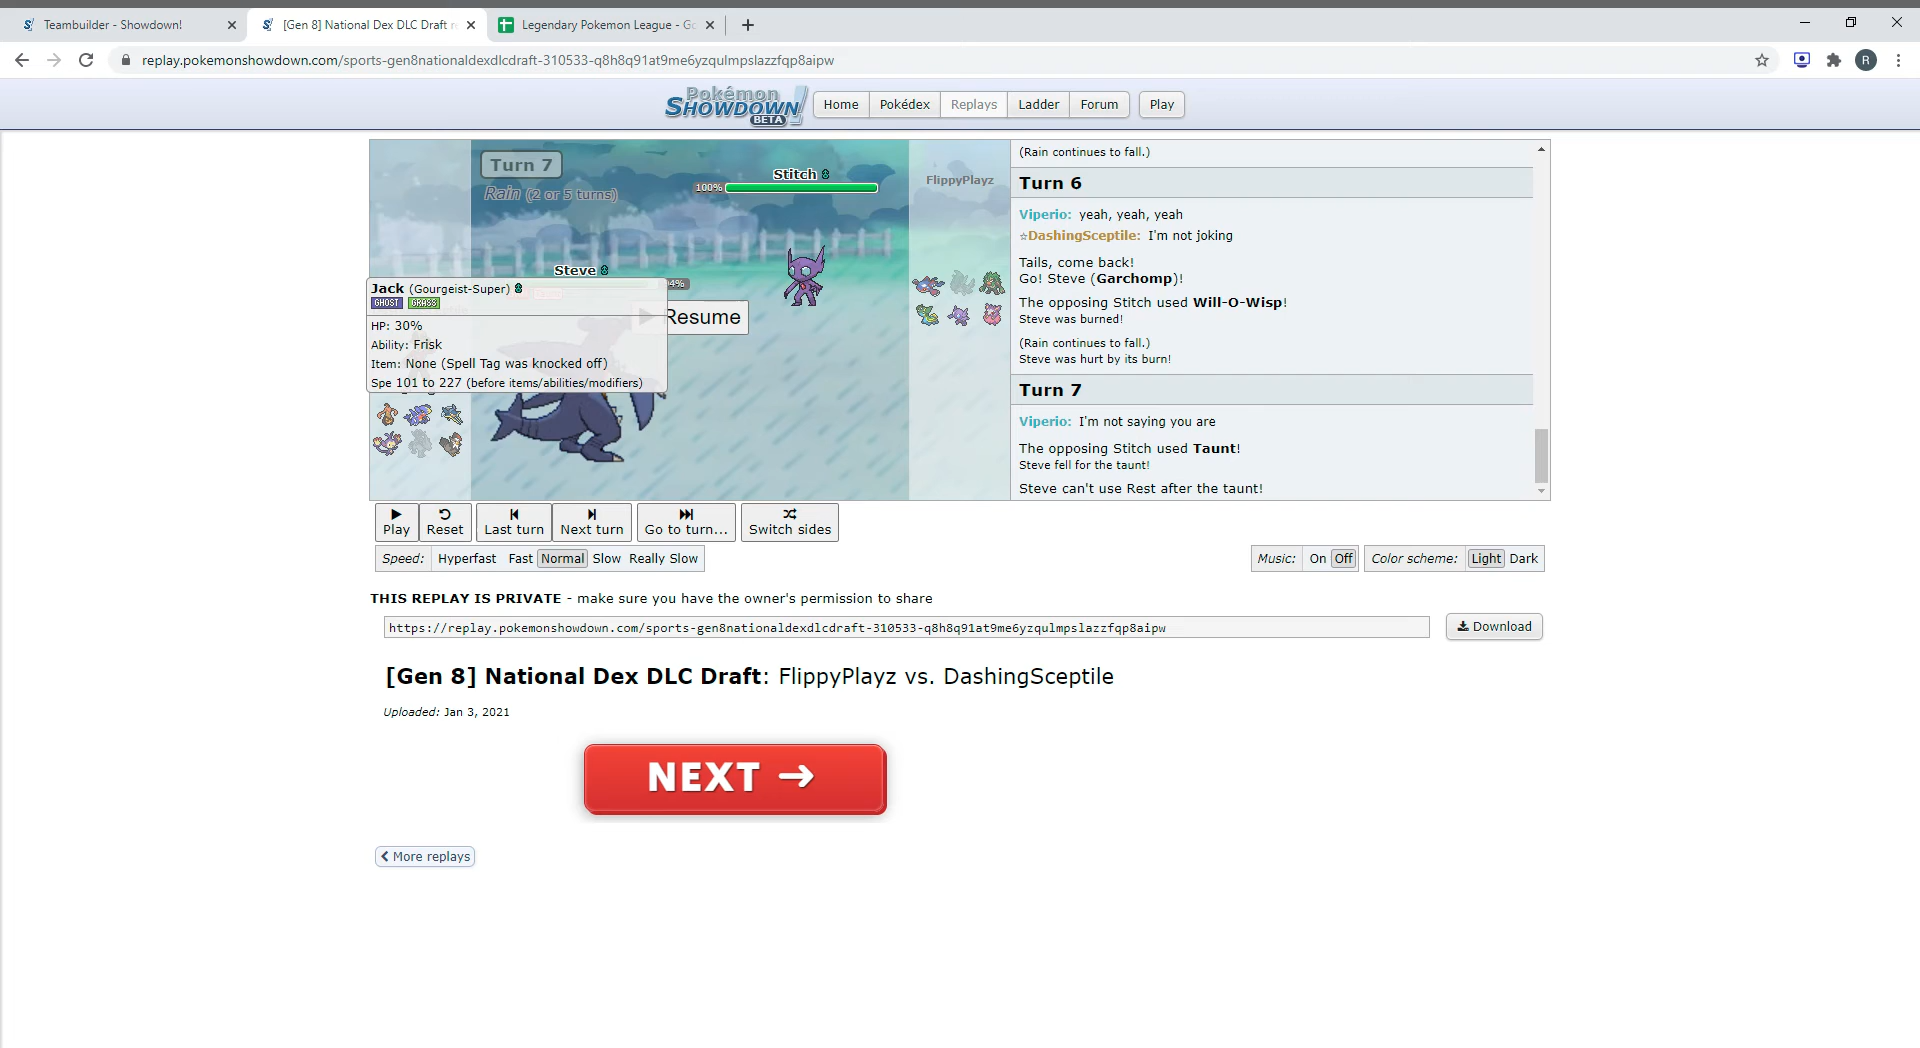 Teambuilder - Showdown!
[Gen 8] National Dex DLC Draft re
Legendary Pokemon League - Go
replay.pokemonshowdown.com/sports-gen8nationaldexdlcdraft-310533-q8h8q91at9me6yzqulmpslazzfqp8aipw
R
Pokémon
SHOWDOWN!
BETA
Home
Pokédex
Replays
Ladder
Forum
Play
Turn 7
Rain (2 or 5 turns)
Stitch
100%
FlippyPlayz
Steve
Jack (Gourgeist-Super)
GHOST GRASS
HP: 30%
Ability: Frisk
Item: None (Spell Tag was knocked off)
Spe 101 to 227 (before items/abilities/modifiers)
Resume
(Rain continues to fall.)
Turn 6
Viperio: yeah, yeah, yeah
☆DashingSceptile: I'm not joking
Tails, come back!
Go! Steve (Garchomp)!
The opposing Stitch used Will-O-Wisp!
Steve was burned!
(Rain continues to fall.)
Steve was hurt by its burn!
Turn 7
Viperio: I'm not saying you are
The opposing Stitch used Taunt!
Steve fell for the taunt!
Steve can't use Rest after the taunt!
Play
Reset
Last turn
Next turn
Go to turn...
Switch sides
Speed: Hyperfast Fast Normal Slow Really Slow
Music: On Off
Color scheme: Light Dark
THIS REPLAY IS PRIVATE - make sure you have the owner's permission to share
https://replay.pokemonshowdown.com/sports-gen8nationaldexdlcdraft-310533-q8h8q91at9me6yzqulmpslazzfqp8aipw
Download
[Gen 8] National Dex DLC Draft: FlippyPlayz vs. DashingSceptile
Uploaded: Jan 3, 2021
NEXT →
More replays